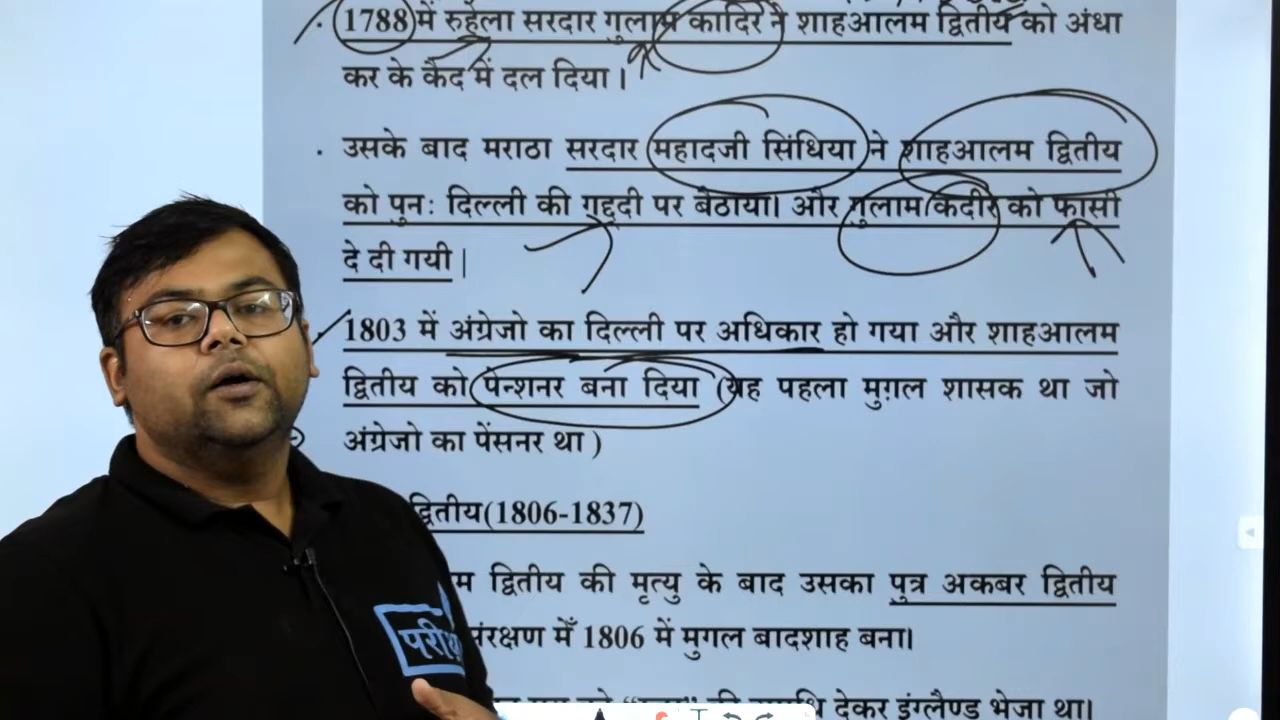 . 1788 में रुहेला सरदार गुलाम कादिर ने शाहआलम द्वितीय को अंधा
कर के कैद में दल दिया।
. उसके बाद मराठा सरदार महादजी सिंधिया ने शाहआलम द्वितीय
को पुनः दिल्ली की गद्ददी पर बैठाया। और गुलाम कदीर को फासी
दे दी गयी|
1803 में अंग्रेजो का दिल्ली पर अधिकार हो गया और शाहआलम
द्वितीय को पेन्शनर बना दिया (यह पहला मुग़ल शासक था जो
अंग्रेजो का पेंसनर था )
द्वितीय(1806-1837)
म द्वितीय की मृत्यु के बाद उसका पुत्र अकबर द्वितीय
संरक्षण मेँ 1806 में मुगल बादशाह बना।
देकर इंग्लैण्ड भेजा था।
परीक्ष